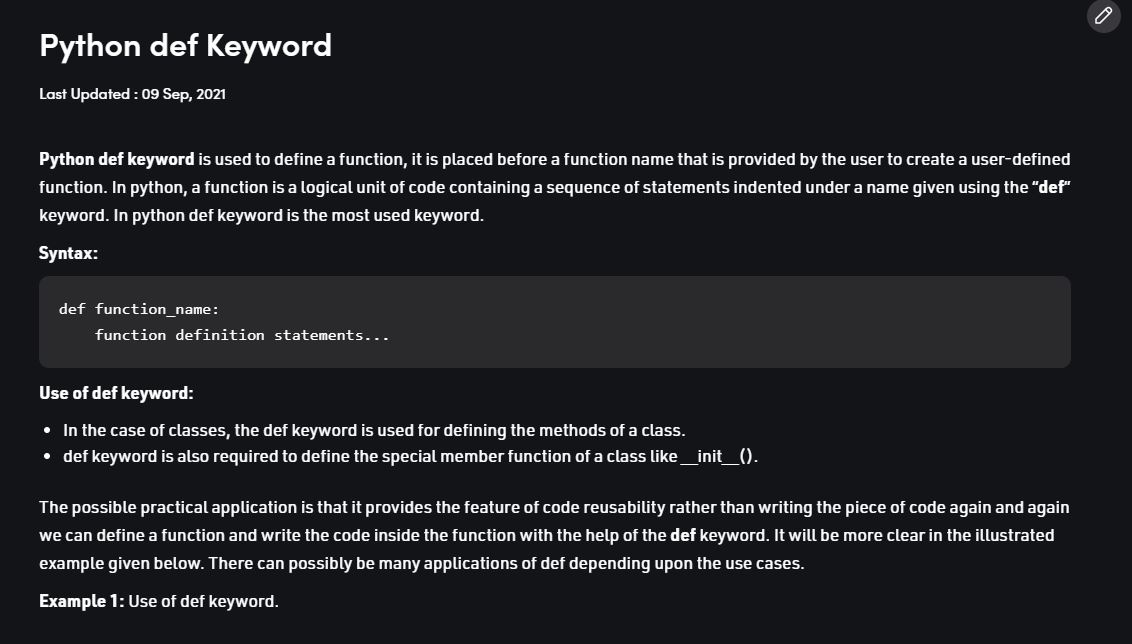 Python def Keyword
Last Updated : 09 Sep, 2021
Python def keyword is used to define a function, it is placed before a function name that is provided by the user to create a user-defined
function. In python, a function is a logical unit of code containing a sequence of statements indented under a name given using the “def”
keyword. In python def keyword is the most used keyword.
Syntax:
def function_name:
    function definition statements...
Use of def keyword:
• In the case of classes, the def keyword is used for defining the methods of a class.
• def keyword is also required to define the special member function of a class like __init__().
The possible practical application is that it provides the feature of code reusability rather than writing the piece of code again and again
we can define a function and write the code inside the function with the help of the def keyword. It will be more clear in the illustrated
example given below. There can possibly be many applications of def depending upon the use cases.
Example 1: Use of def keyword.